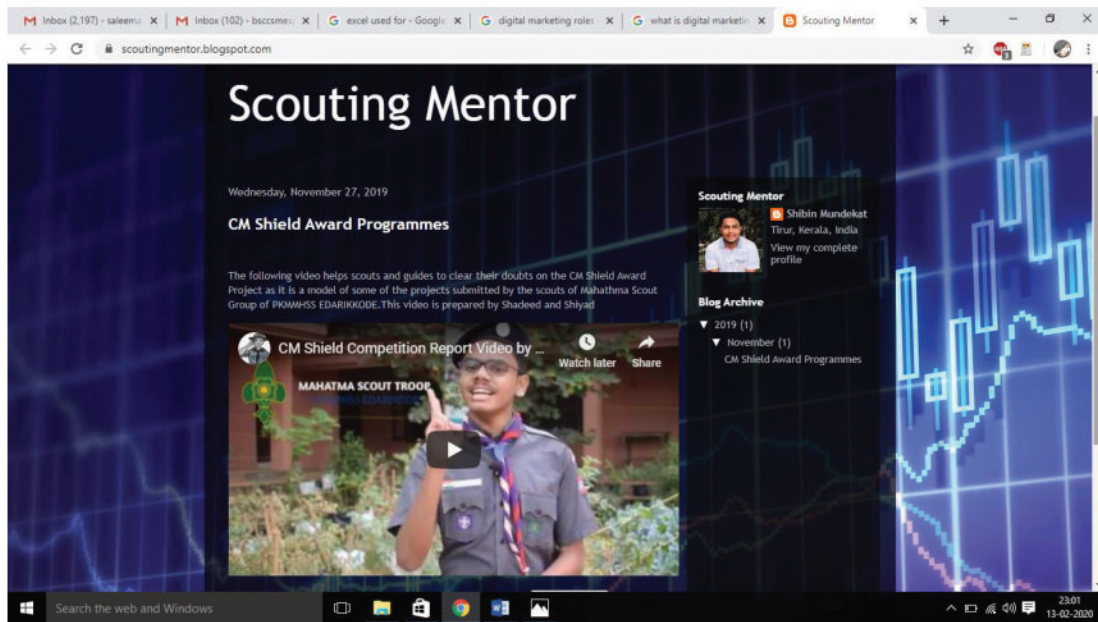 Inbox (2,197) - saleema
Inbox (102) - bsccsmes
excel used for - Google
digital marketing roles
what is digital marketin
Scouting Mentor
scoutingmentor.blogspot.com
Scouting Mentor
Wednesday, November 27, 2019
CM Shield Award Programmes
The following video helps scouts and guides to clear their doubts on the CM Shield Award
Project as it is a model of some of the projects submitted by the scouts of Mahathma Scout
Group of PKMMHSS EDARIKKODE.This video is prepared by Shadeed and Shiyad
CM Shield Competition Report Video by ...
Watch later
Share
MAHATMA SCOUT TROOP
PKMMHSS EDARIKODE
Scouting Mentor
Shibin Mundekat
Tirur, Kerala, India
View my complete
profile
Blog Archive
▼ 2019 (1)
▼ November (1)
CM Shield Award Programmes
Search the web and Windows
23:01
13-02-2020